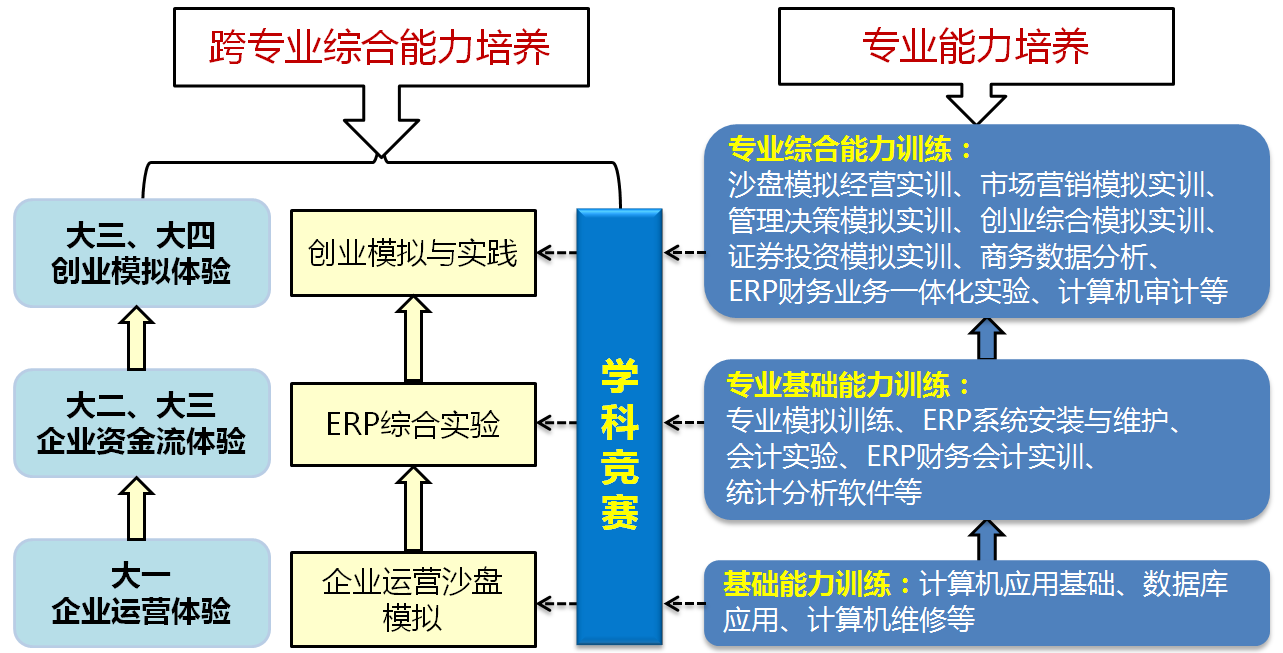 跨专业综合能力培养
专业能力培养
大三、大四
创业模拟体验
大二、大三
企业资金流体验
大一
企业运营体验
创业模拟与实践
ERP综合实验
企业运营沙盘
模拟
学
科
竞
赛
专业综合能力训练：
沙盘模拟经营实训、市场营销模拟实训、
管理决策模拟实训、创业综合模拟实训、
证券投资模拟实训、商务数据分析、
ERP财务业务一体化实验、计算机审计等
专业基础能力训练：
专业模拟训练、ERP系统安装与维护、
会计实验、ERP财务会计实训、
统计分析软件等
基础能力训练：计算机应用基础、数据库
应用、计算机维修等